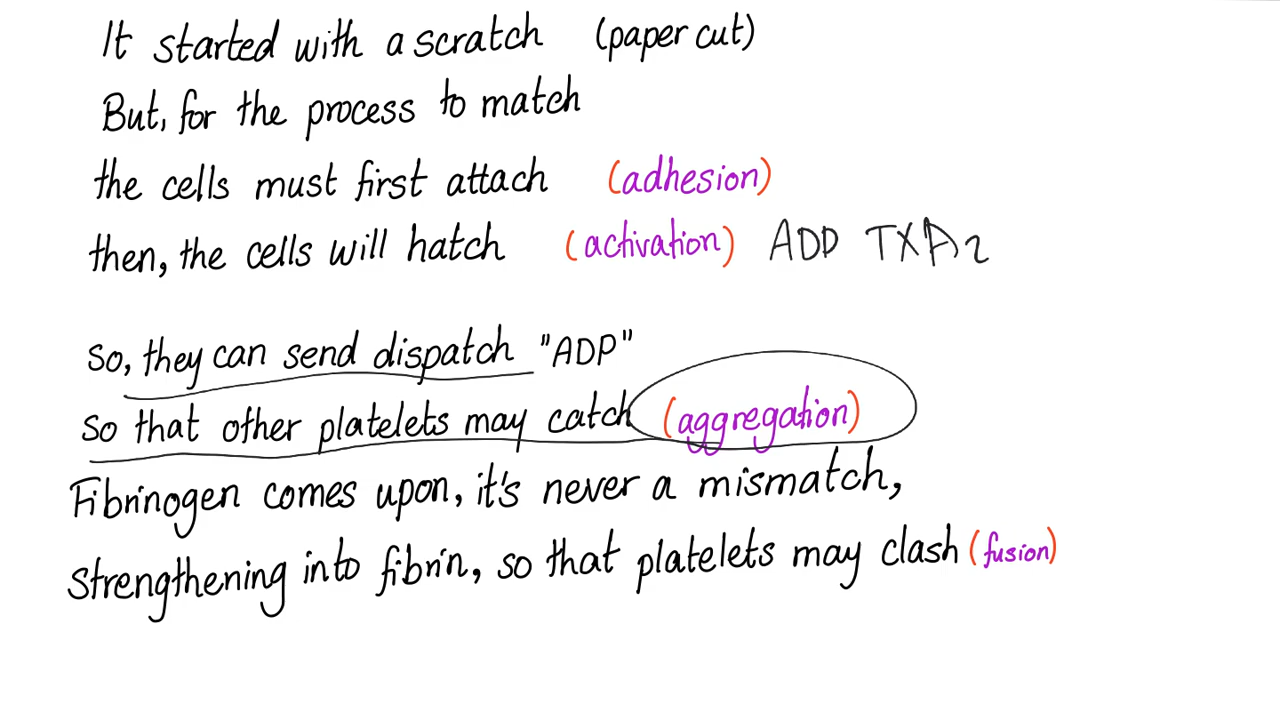 It started with a scratch (paper cut)
But, for the process to match
the cells must first attach (adhesion)
then, the cells will hatch (activation) ADD TXA2
So, they can send dispatch "ADP"
So that other platelets may catch (aggregation)
Fibrinogen comes upon, it's never a mismatch,
Strengthening into fibrin, so that platelets may clash (fusion)